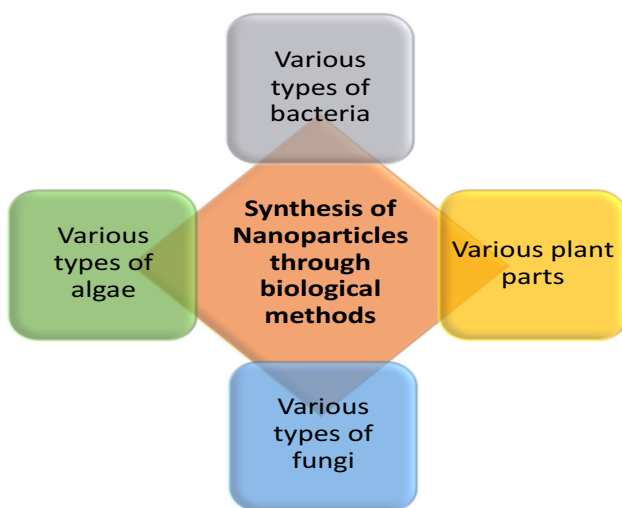 Various
types of
bacteria
Synthesis of
Nanoparticles
through
biological
methods
Various
types of
algae
Various plant
parts
Various
types of
fungi